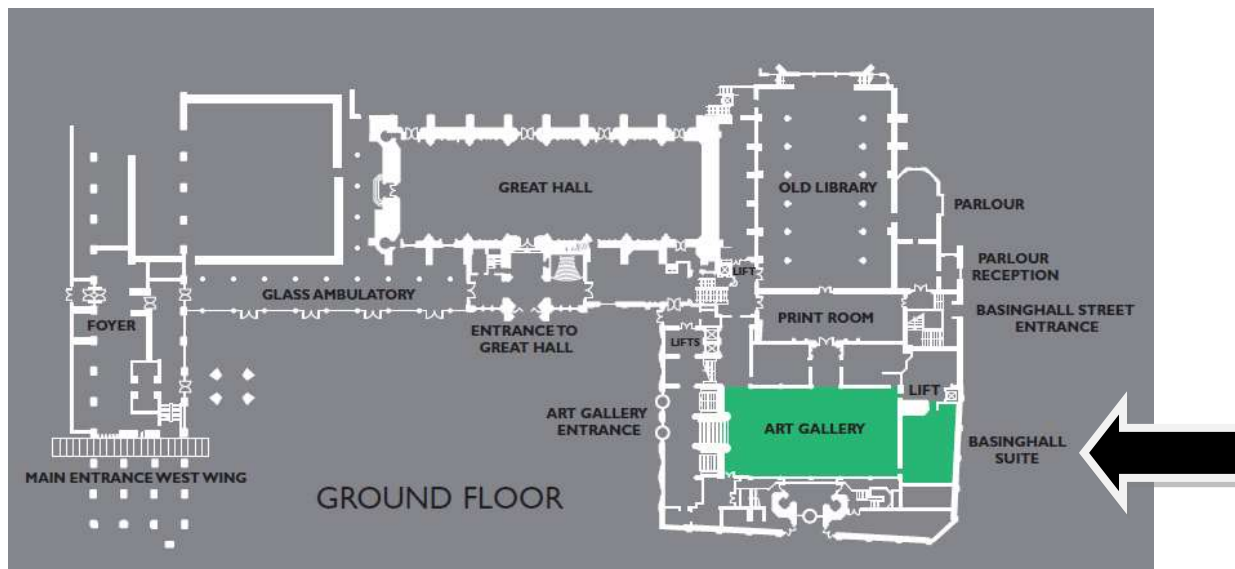 GREAT HALL
OLD LIBRARY
PARLOUR
PARLOUR
RECEPTION
LIFT
GLASS AMBULATORY
FOYER
ENTRANCE TO
GREAT HALL
PRINT ROOM
BASINGHALL STREET
ENTRANCE
LIFTS
LIFT
ART GALLERY
ENTRANCE
ART GALLERY
BASINGHALL
SUITE
MAIN ENTRANCE WEST WING
GROUND FLOOR